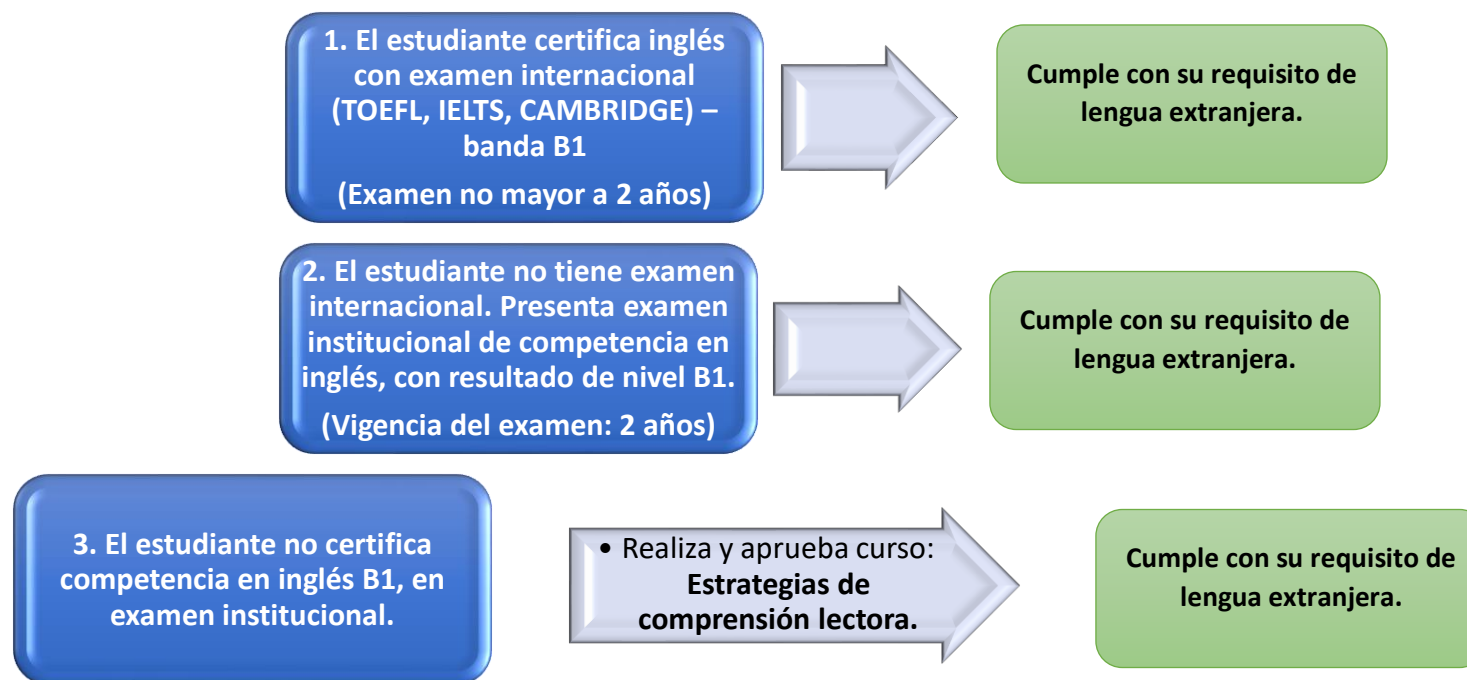 1. El estudiante certifica inglés
con examen internacional
(TOEFL, IELTS, CAMBRIDGE) –
banda B1
(Examen no mayor a 2 años)
Cumple con su requisito de
lengua extranjera.
2. El estudiante no tiene examen
internacional. Presenta examen
institucional de competencia en
inglés, con resultado de nivel B1.
(Vigencia del examen: 2 años)
Cumple con su requisito de
lengua extranjera.
3. El estudiante no certifica
competencia en inglés B1, en
examen institucional.
• Realiza y aprueba curso:
Estrategias de
comprensión lectora.
Cumple con su requisito de
lengua extranjera.